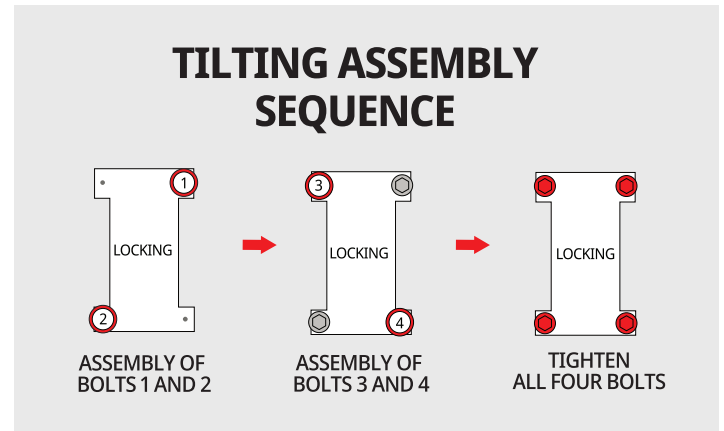 TILTING ASSEMBLY
SEQUENCE
1
LOCKING
2
ASSEMBLY OF
BOLTS 1 AND 2
3
LOCKING
4
ASSEMBLY OF
BOLTS 3 AND 4
LOCKING
TIGHTEN
ALL FOUR BOLTS